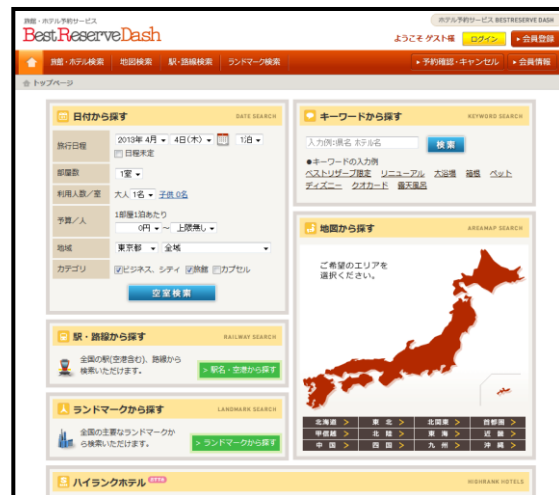 旅館・ホテル予約サービス
BestReserveDash
ホテル予約サービス BESTRESERVE DASH
ようこそ ゲスト様 ログイン 会員登録
旅館・ホテル検索 地図検索 駅・路線検索 ランドマーク検索 予約確認・キャンセル 会員情報
トップページ
日付から探す DATE SEARCH
旅行日程 2013年 4月 4日(木) 1泊
日程未定
部屋数 1室
利用人数/室 大人 1名 子供 0名
予算/人 1部屋1泊あたり
0円 ～ 上限無し
地域 東京都 全域
カテゴリ ビジネス、シティ 旅館 カプセル
空室検索
キーワードから探す KEYWORD SEARCH
入力例:県名 ホテル名 検索
●キーワードの入力例
ベストリザーブ限定 リニューアル 大浴場 箱根 ペット
ディズニー クオカード 露天風呂
地図から探す AREAMAP SEARCH
ご希望のエリアを
選択ください。
北海道 > 東北 > 北関東 > 首都圏 >
甲信越 > 北陸 > 東海 > 近畿 >
中国 > 四国 > 九州 > 沖縄 >
駅・路線から探す RAILWAY SEARCH
全国の駅(空港含む)、路線から
検索いただけます。
> 駅名・空港から探す
ランドマークから探す LANDMARK SEARCH
全国の主要なランドマークか
ら検索いただけます。
> ランドマークから探す
ハイランクホテル HIGHRANK HOTELS